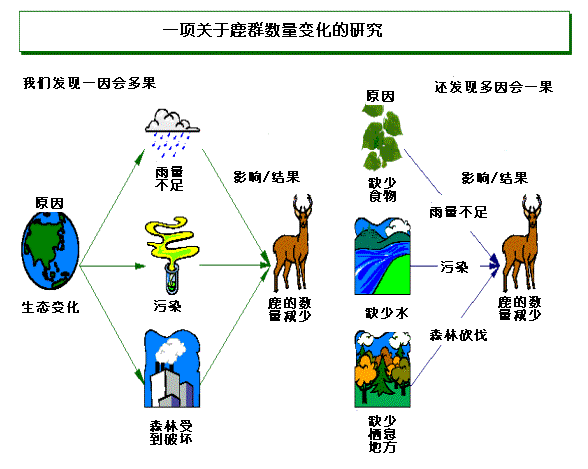 一项关于鹿群数量变化的研究
我们发现一因会多果
还发现多因会一果
原因
生态变化
雨量
不足
污染
森林受
到破坏
影响/结果
鹿的数
量减少
原因
缺少
食物
缺少水
缺少
栖息
地方
雨量不足
污染
森林砍伐
影响/结果
鹿的数
量减少